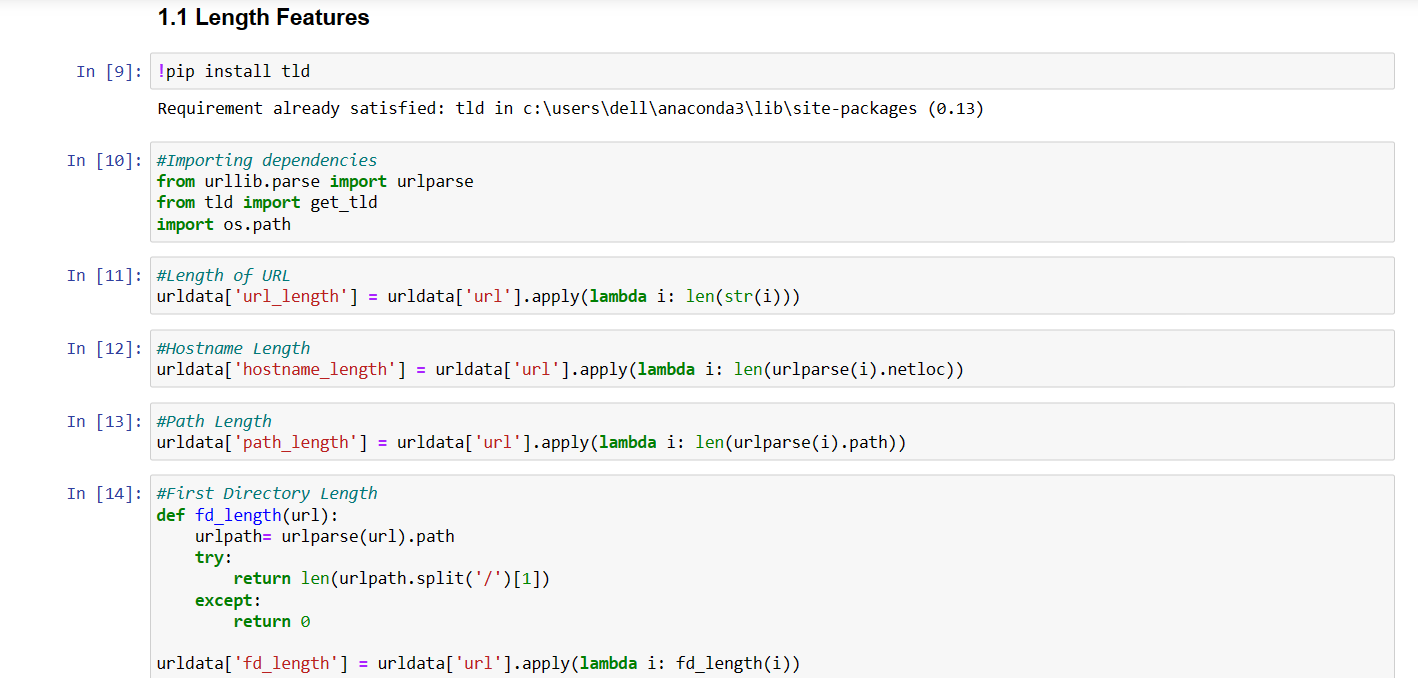 1.1 Length Features
In [9]: !pip install tld
Requirement already satisfied: tld in c:\users\dell\anaconda3\lib\site-packages (0.13)
In [10]: #Importing dependencies
from urllib.parse import urlparse
from tld import get_tld
import os.path
In [11]: #Length of URL
urldata['url_length'] = urldata['url'].apply(lambda i: len(str(i)))
In [12]: #Hostname Length
urldata['hostname_length'] = urldata['url'].apply(lambda i: len(urlparse(i).netloc))
In [13]: #Path Length
urldata['path_length'] = urldata['url'].apply(lambda i: len(urlparse(i).path))
In [14]: #First Directory Length
def fd_length(url):
    urlpath= urlparse(url).path
    try:
        return len(urlpath.split('/')[1])
    except:
        return 0
urldata['fd_length'] = urldata['url'].apply(lambda i: fd_length(i))